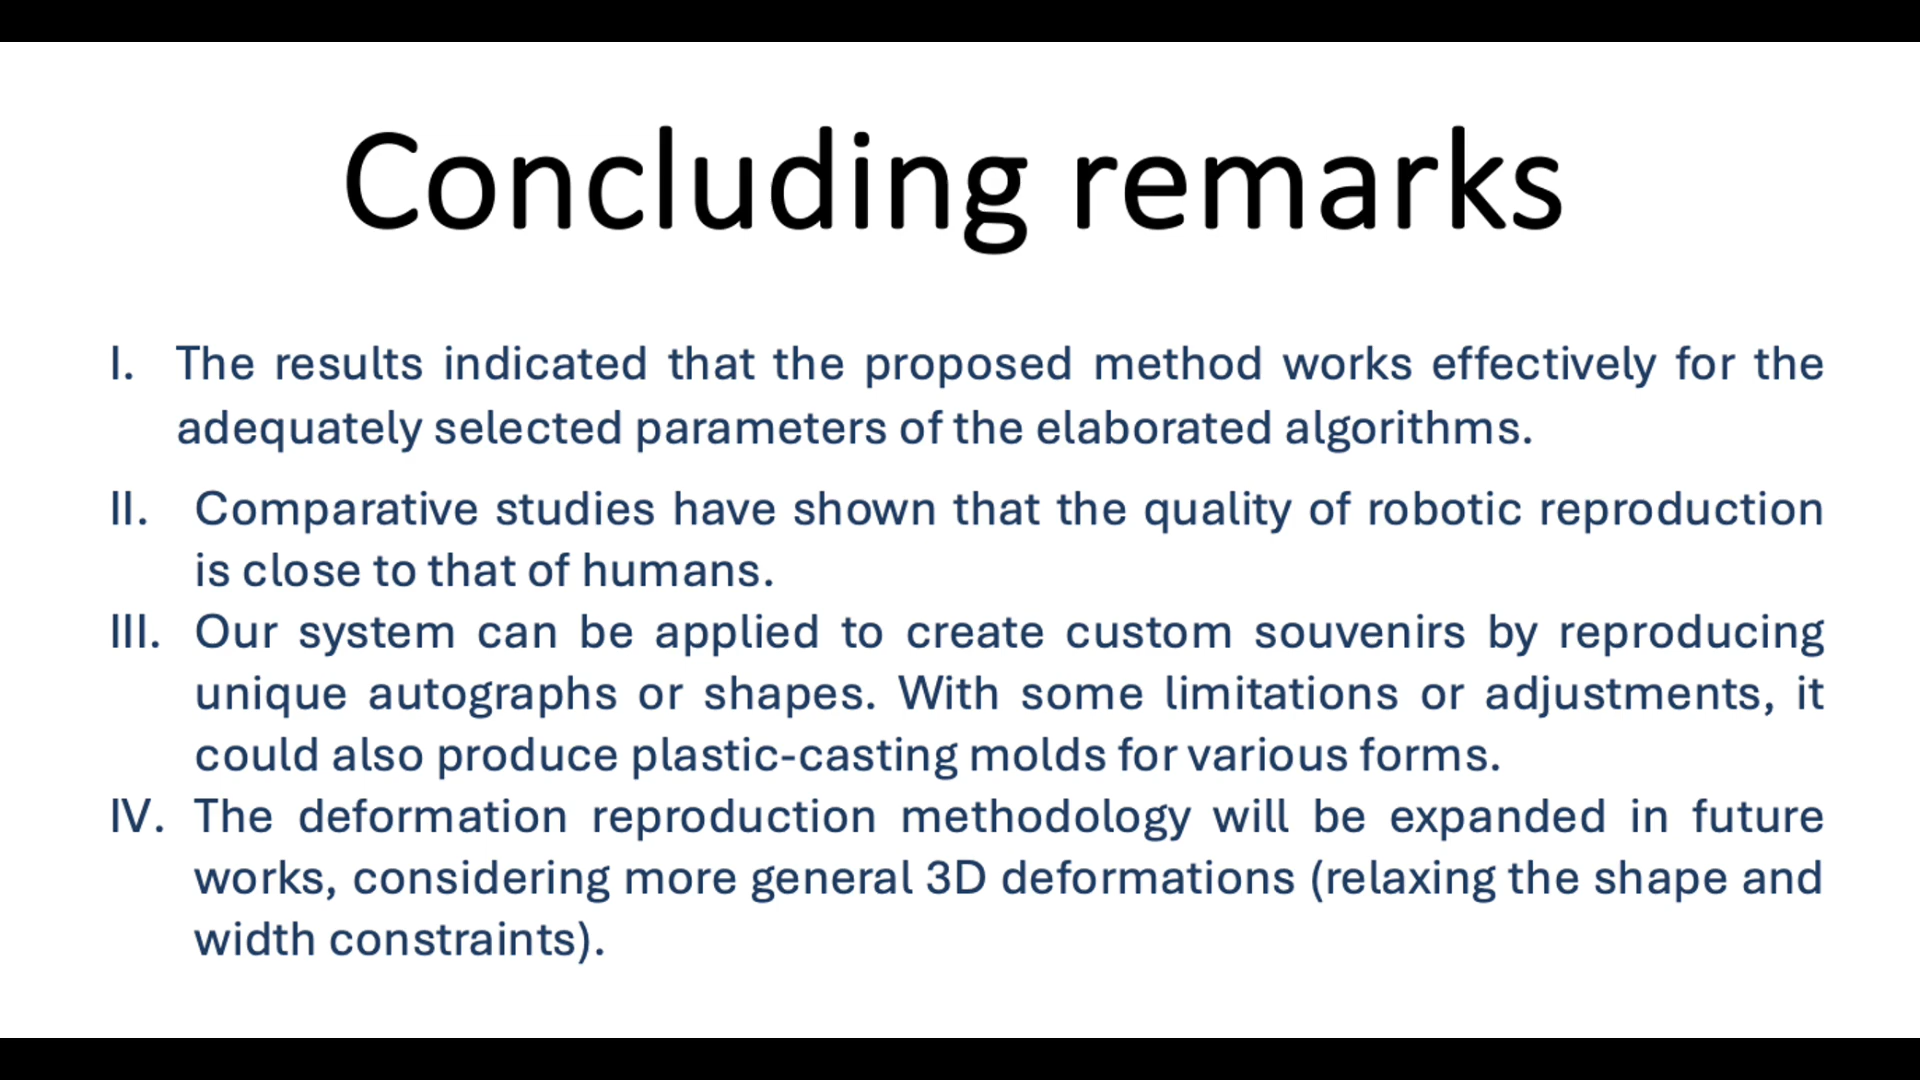 Concluding remarks
I. The results indicated that the proposed method works effectively for the
adequately selected parameters of the elaborated algorithms.
II. Comparative studies have shown that the quality of robotic reproduction
is close to that of humans.
III. Our system can be applied to create custom souvenirs by reproducing
unique autographs or shapes. With some limitations or adjustments, it
could also produce plastic-casting molds for various forms.
IV. The deformation reproduction methodology will be expanded in future
works, considering more general 3D deformations (relaxing the shape and
width constraints).